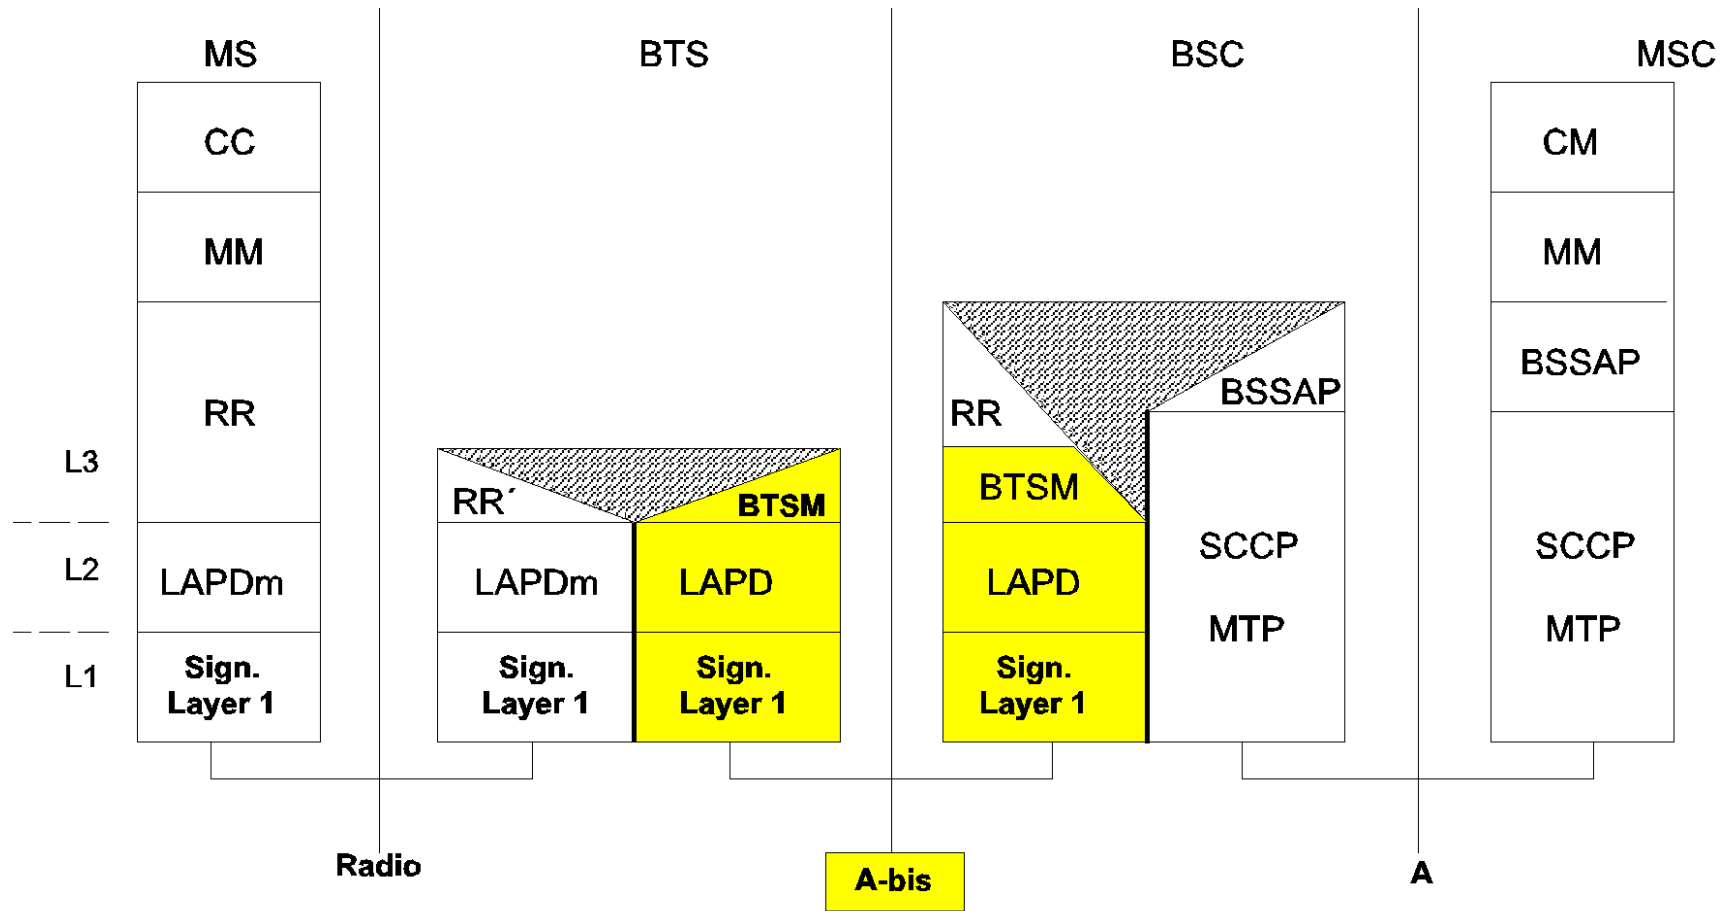 MS
BTS
BSC
MSC
CC
CM
MM
MM
BSSAP
BSSAP
RR
RR
L3
RR´
BTSM
BTSM
L2
LAPDm
LAPDm
LAPD
LAPD
SCCP
SCCP
MTP
MTP
L1
Sign.
Layer 1
Sign.
Layer 1
Sign.
Layer 1
Sign.
Layer 1
Radio
A-bis
A